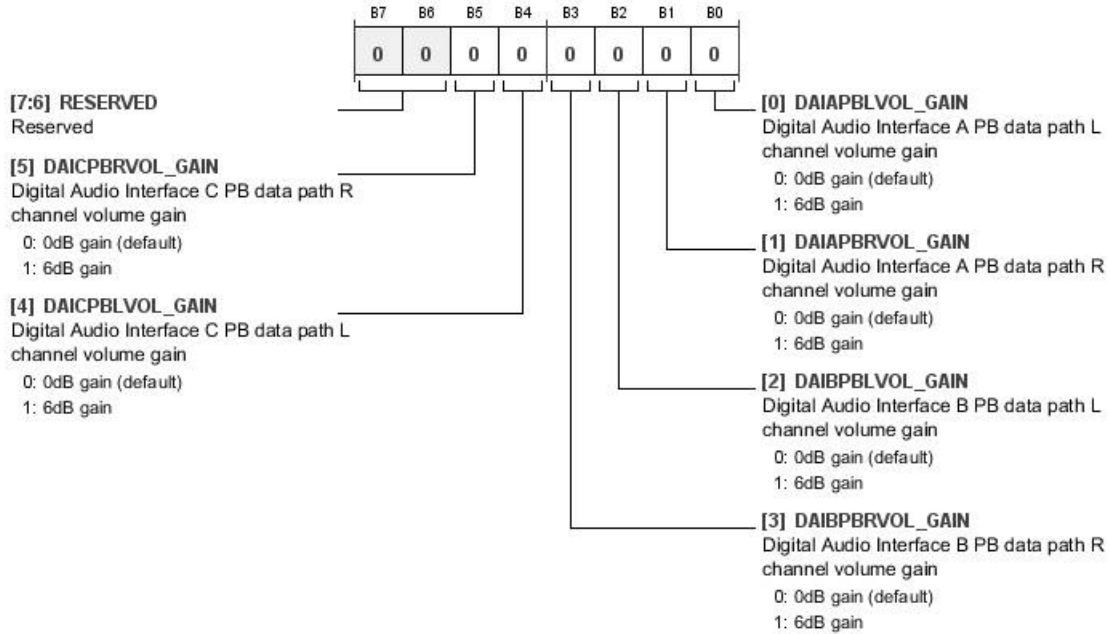 B7 B6 B5 B4 B3 B2 B1 B0
0 0 0 0 0 0 0 0
[7:6] RESERVED
Reserved
[5] DAICPBRVOL_GAIN
Digital Audio Interface C PB data path R
channel volume gain
0: 0dB gain (default)
1: 6dB gain
[4] DAICPBLVOL_GAIN
Digital Audio Interface C PB data path L
channel volume gain
0: 0dB gain (default)
1: 6dB gain
[0] DAIAPBLVOL_GAIN
Digital Audio Interface A PB data path L
channel volume gain
0: 0dB gain (default)
1: 6dB gain
[1] DAIAPBRVOL_GAIN
Digital Audio Interface A PB data path R
channel volume gain
0: 0dB gain (default)
1: 6dB gain
[2] DAIBPBLVOL_GAIN
Digital Audio Interface B PB data path L
channel volume gain
0: 0dB gain (default)
1: 6dB gain
[3] DAIBPBRVOL_GAIN
Digital Audio Interface B PB data path R
channel volume gain
0: 0dB gain (default)
1: 6dB gain